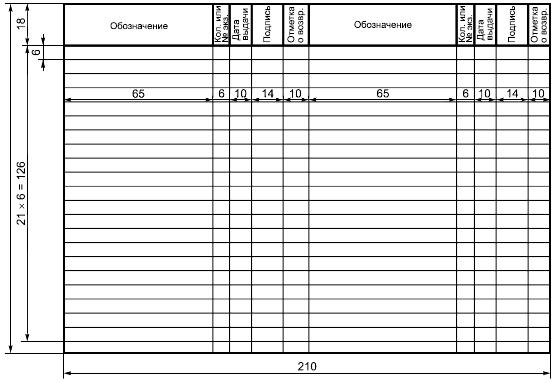 18
Обозначение
Кол. или
№ экз.
Дата
выдачи
Подпись
Отметка
о возвр.
Обозначение
Кол. или
№ экз.
Дата
выдачи
Подпись
Отметка
о возвр.
6
65 6 10 14 10 65 6 10 14 10
21 × 6 = 126
210